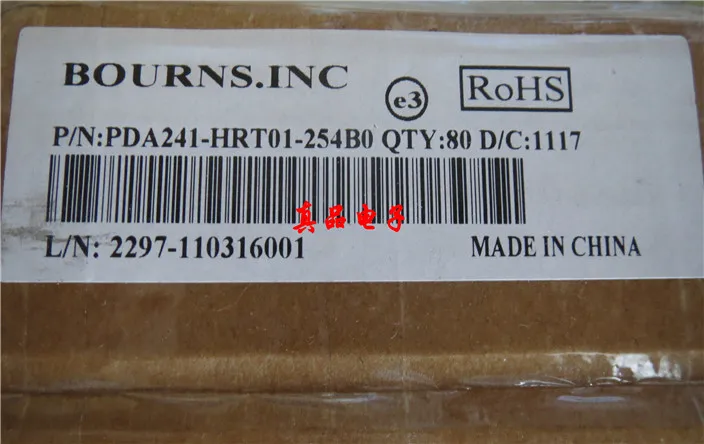 BOURNS.INC
e3
RoHS
P/N:PDA241-HRT01-254B0 QTY:80 D/C:1117
真品电子
L/N: 2297-110316001
MADE IN CHINA